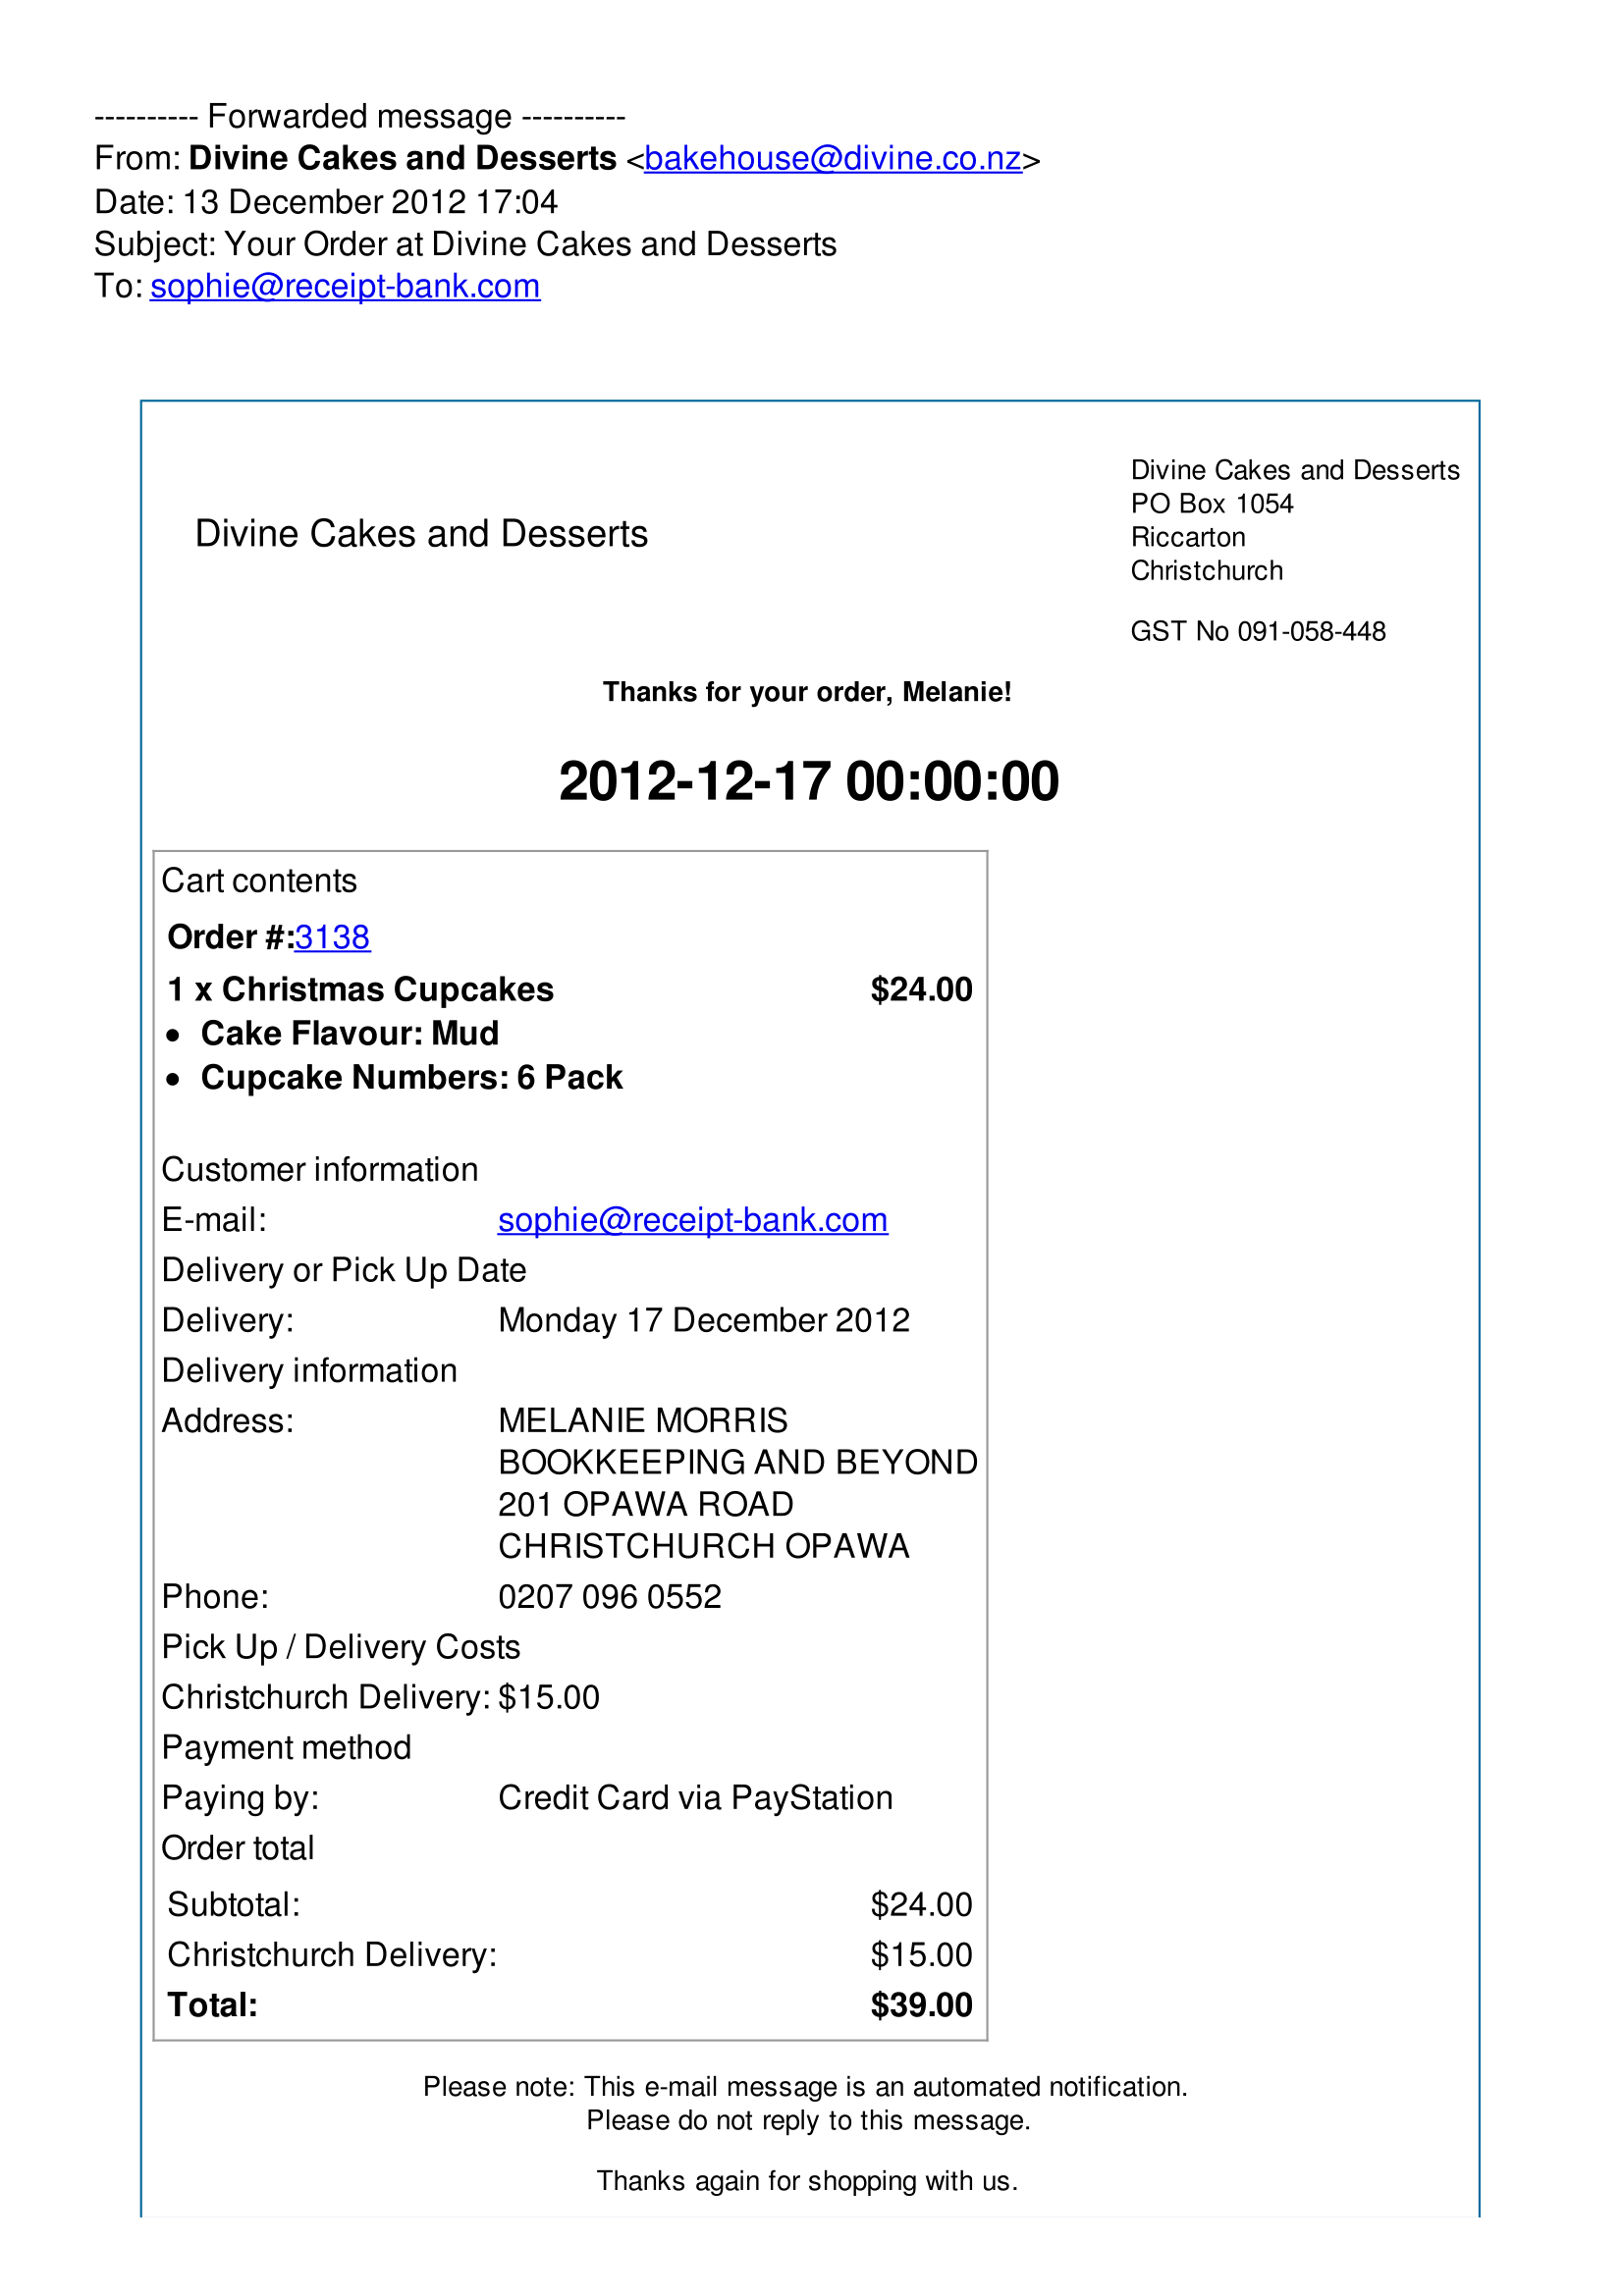 ---------- Forwarded message ----------
From: Divine Cakes and Desserts <bakehouse@divine.co.nz>
Date: 13 December 2012 17:04
Subject: Your Order at Divine Cakes and Desserts
To: sophie@receipt-bank.com
Divine Cakes and Desserts
Divine Cakes and Desserts
PO Box 1054
Riccarton
Christchurch
GST No 091-058-448
Thanks for your order, Melanie!
2012-12-17 00:00:00
Cart contents
Order #:3138
1 x Christmas Cupcakes $24.00
• Cake Flavour: Mud
• Cupcake Numbers: 6 Pack
Customer information
E-mail: sophie@receipt-bank.com
Delivery or Pick Up Date
Delivery: Monday 17 December 2012
Delivery information
Address: MELANIE MORRIS
BOOKKEEPING AND BEYOND
201 OPAWA ROAD
CHRISTCHURCH OPAWA
Phone: 0207 096 0552
Pick Up / Delivery Costs
Christchurch Delivery: $15.00
Payment method
Paying by: Credit Card via PayStation
Order total
Subtotal: $24.00
Christchurch Delivery: $15.00
Total: $39.00
Please note: This e-mail message is an automated notification.
Please do not reply to this message.
Thanks again for shopping with us.